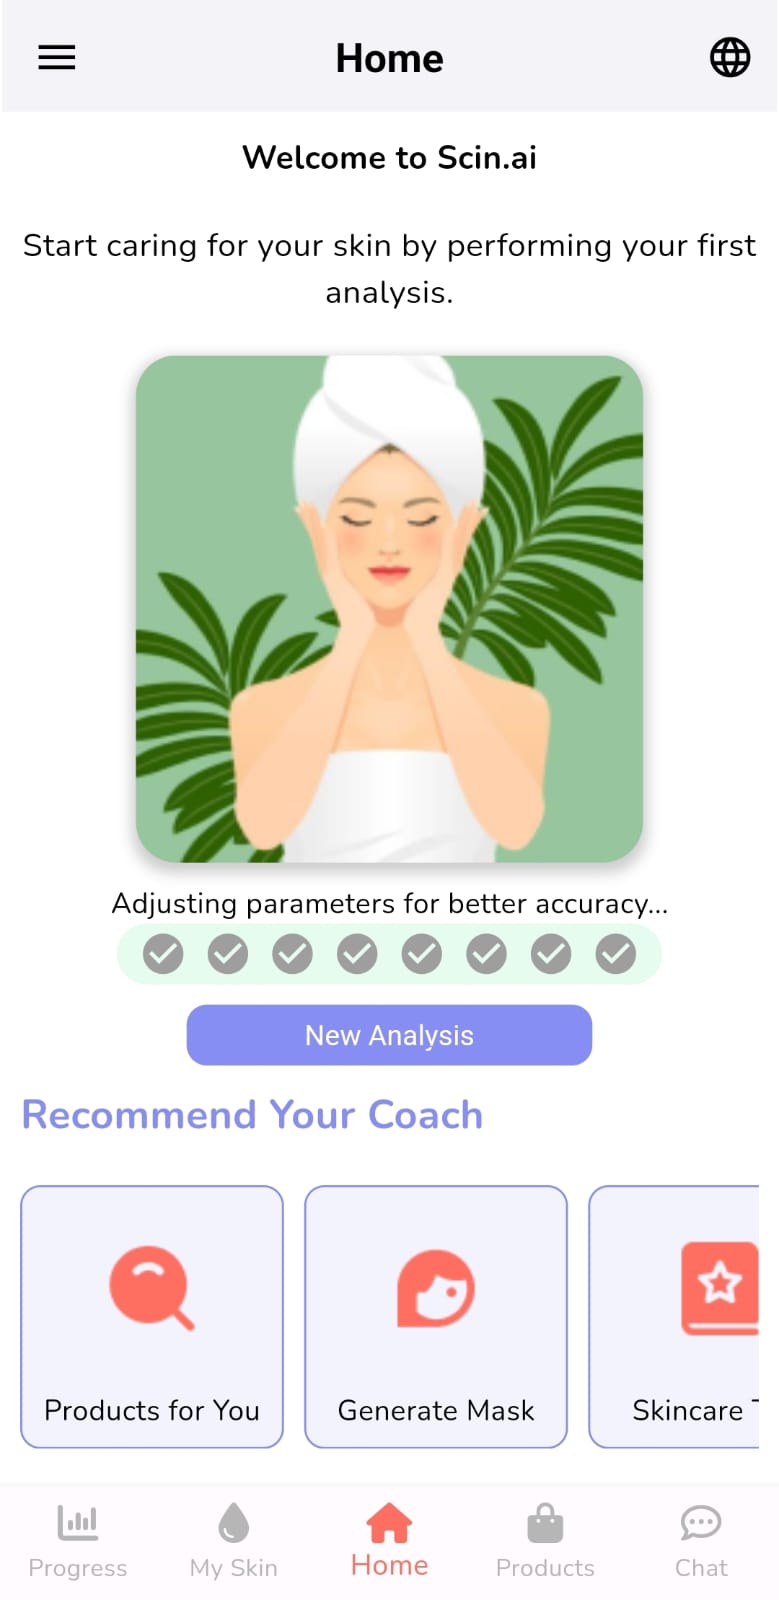 Home
Welcome to Scin.ai
Start caring for your skin by performing your first
analysis.
Adjusting parameters for better accuracy...
New Analysis
Recommend Your Coach
Products for You
Generate Mask
Skincare
Progress
My Skin
Home
Products
Chat